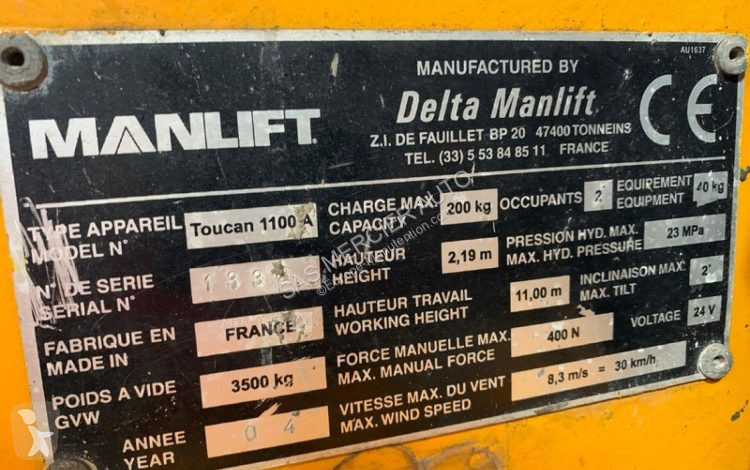 AU1637
MANLIFT
MANUFACTURED BY
Delta Manlift
Z.I. DE FAUILLET BP 20 47400 TONNEINS
TEL. (33) 5 53 84 85 11 FRANCE
CE
TYPE APPAREIL
MODEL N°
Toucan 1100 A
N° DE SERIE
SERIAL N°
FABRIQUE EN
MADE IN
FRANCE
POIDS A VIDE
GVW
3500 kg
ANNEE
YEAR
04
CHARGE MAX.
CAPACITY
200 kg
OCCUPANTS
2
EQUIPEMENT
EQUIPMENT
40 kg
HAUTEUR
HEIGHT
2,19 m
PRESSION HYD. MAX.
MAX. HYD. PRESSURE
23 MPa
HAUTEUR TRAVAIL
WORKING HEIGHT
11,00 m
INCLINAISON MAX.
MAX. TILT
2°
FORCE MANUELLE MAX.
MAX. MANUAL FORCE
400 N
VOLTAGE
24 V
VITESSE MAX. DU VENT
MAX. WIND SPEED
8,3 m/s = 30 km/h
SAS MERCIER AUTO